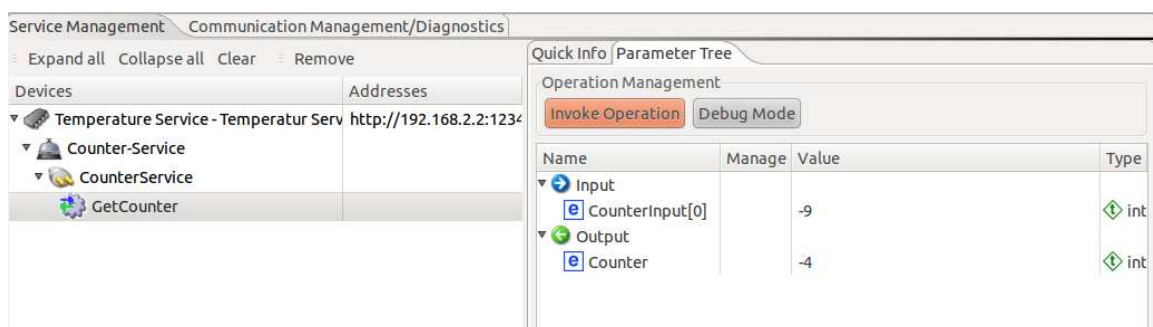 Service Management Communication Management/Diagnostics
Expand all Collapse all Clear Remove
Devices Addresses
Temperature Service - Temperatur Serv http://192.168.2.2:1234
Counter-Service
CounterService
GetCounter
Quick Info Parameter Tree
Operation Management
Invoke Operation Debug Mode
Name Manage Value Type
Input
e CounterInput[0] -9 t int
Output
e Counter -4 t int